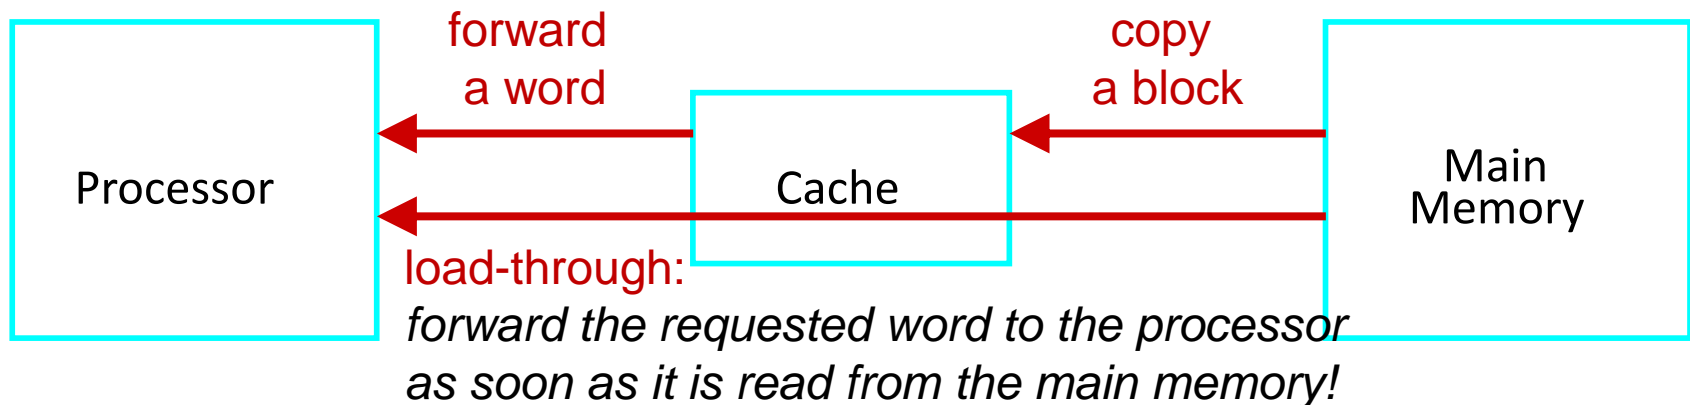 forward
a word
copy
a block
Processor
Cache
Main
Memory
load-through:
forward the requested word to the processor
as soon as it is read from the main memory!